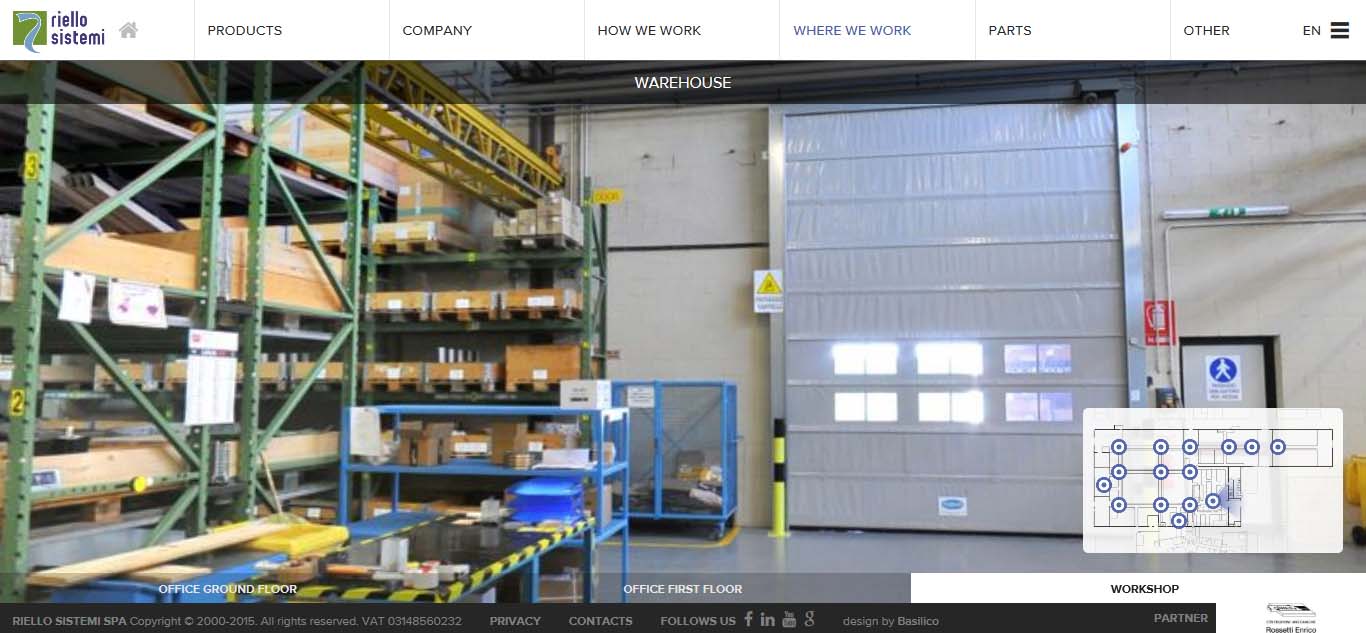 riello
sistemi
PRODUCTS
COMPANY
HOW WE WORK
WHERE WE WORK
PARTS
OTHER
EN
WAREHOUSE
3
2
OFFICE GROUND FLOOR
OFFICE FIRST FLOOR
WORKSHOP
RIELLO SISTEMI SPA Copyright © 2000-2015. All rights reserved. VAT 03148560232
PRIVACY
CONTACTS
FOLLOWS US
design by Basilico
PARTNER
Rossetti Enrico